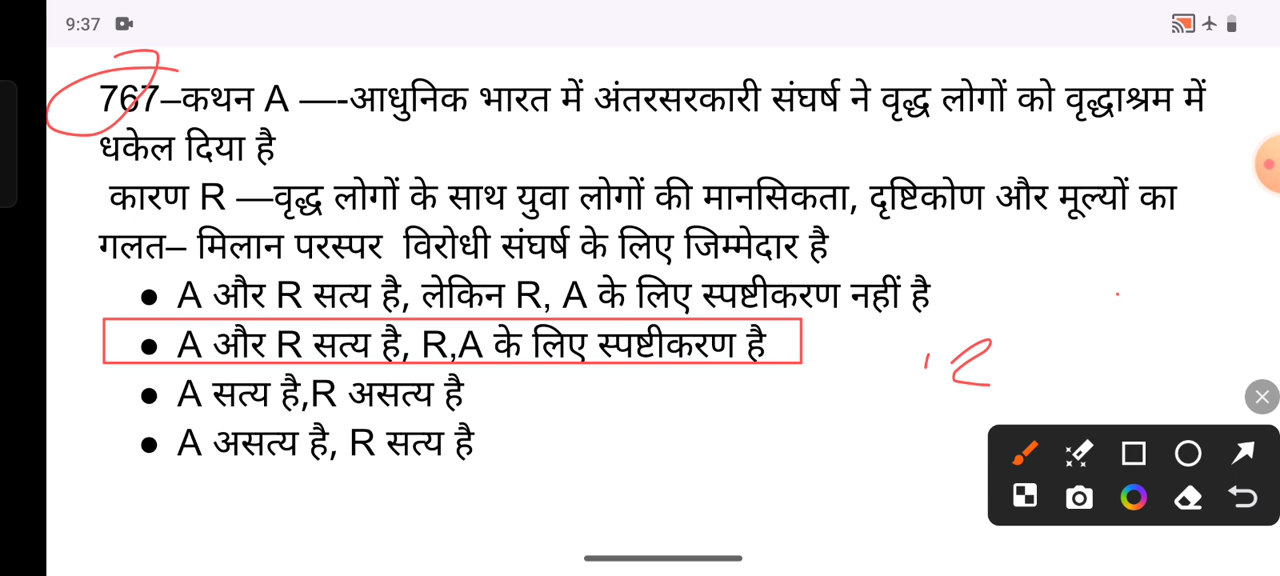 9:37
767–कथन A —-आधुनिक भारत में अंतरसरकारी संघर्ष ने वृद्ध लोगों को वृद्धाश्रम में
धकेल दिया है
कारण R —वृद्ध लोगों के साथ युवा लोगों की मानसिकता, दृष्टिकोण और मूल्यों का
गलत– मिलान परस्पर विरोधी संघर्ष के लिए जिम्मेदार है
● A और R सत्य है, लेकिन R, A के लिए स्पष्टीकरण नहीं है
● A और R सत्य है, R,A के लिए स्पष्टीकरण है
● A सत्य है,R असत्य है
● A असत्य है, R सत्य है